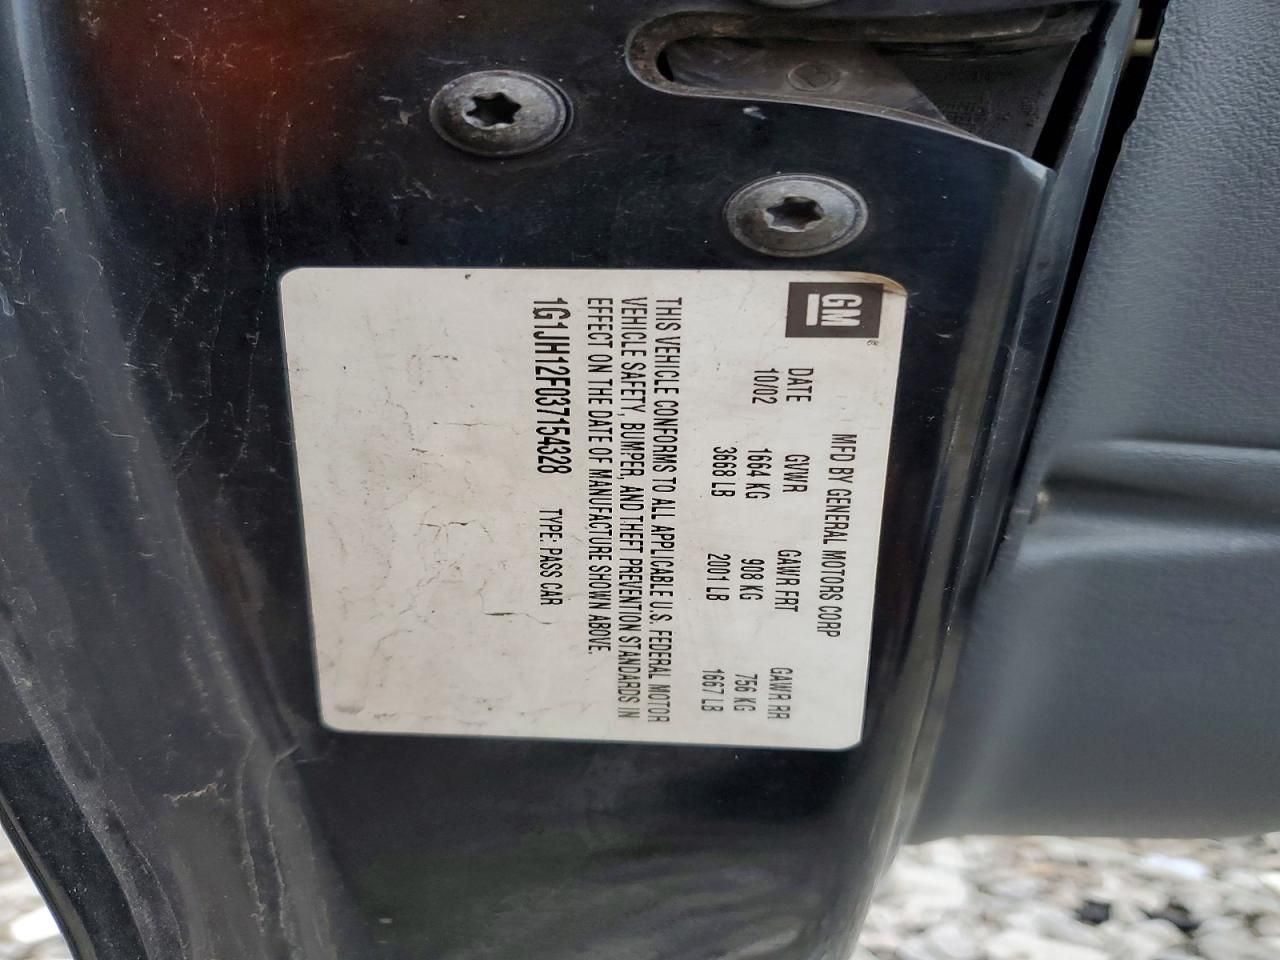 GM ®
MFD BY GENERAL MOTORS CORP
DATE GVWR GAWR FRT GAWR RR
10/02 1664 KG 908 KG 756 KG
3668 LB 2001 LB 1667 LB
THIS VEHICLE CONFORMS TO ALL APPLICABLE U.S. FEDERAL MOTOR
VEHICLE SAFETY, BUMPER, AND THEFT PREVENTION STANDARDS IN
EFFECT ON THE DATE OF MANUFACTURE SHOWN ABOVE.
1G1JH12F037154328 TYPE: PASS CAR